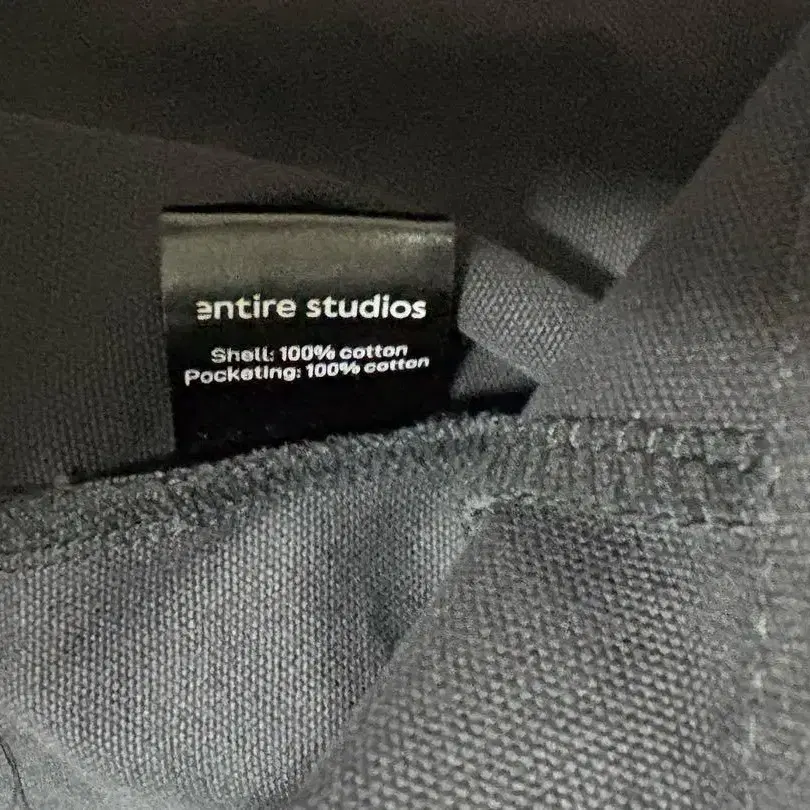 entire studios
Shell: 100% cotton
Pocketing: 100% cotton